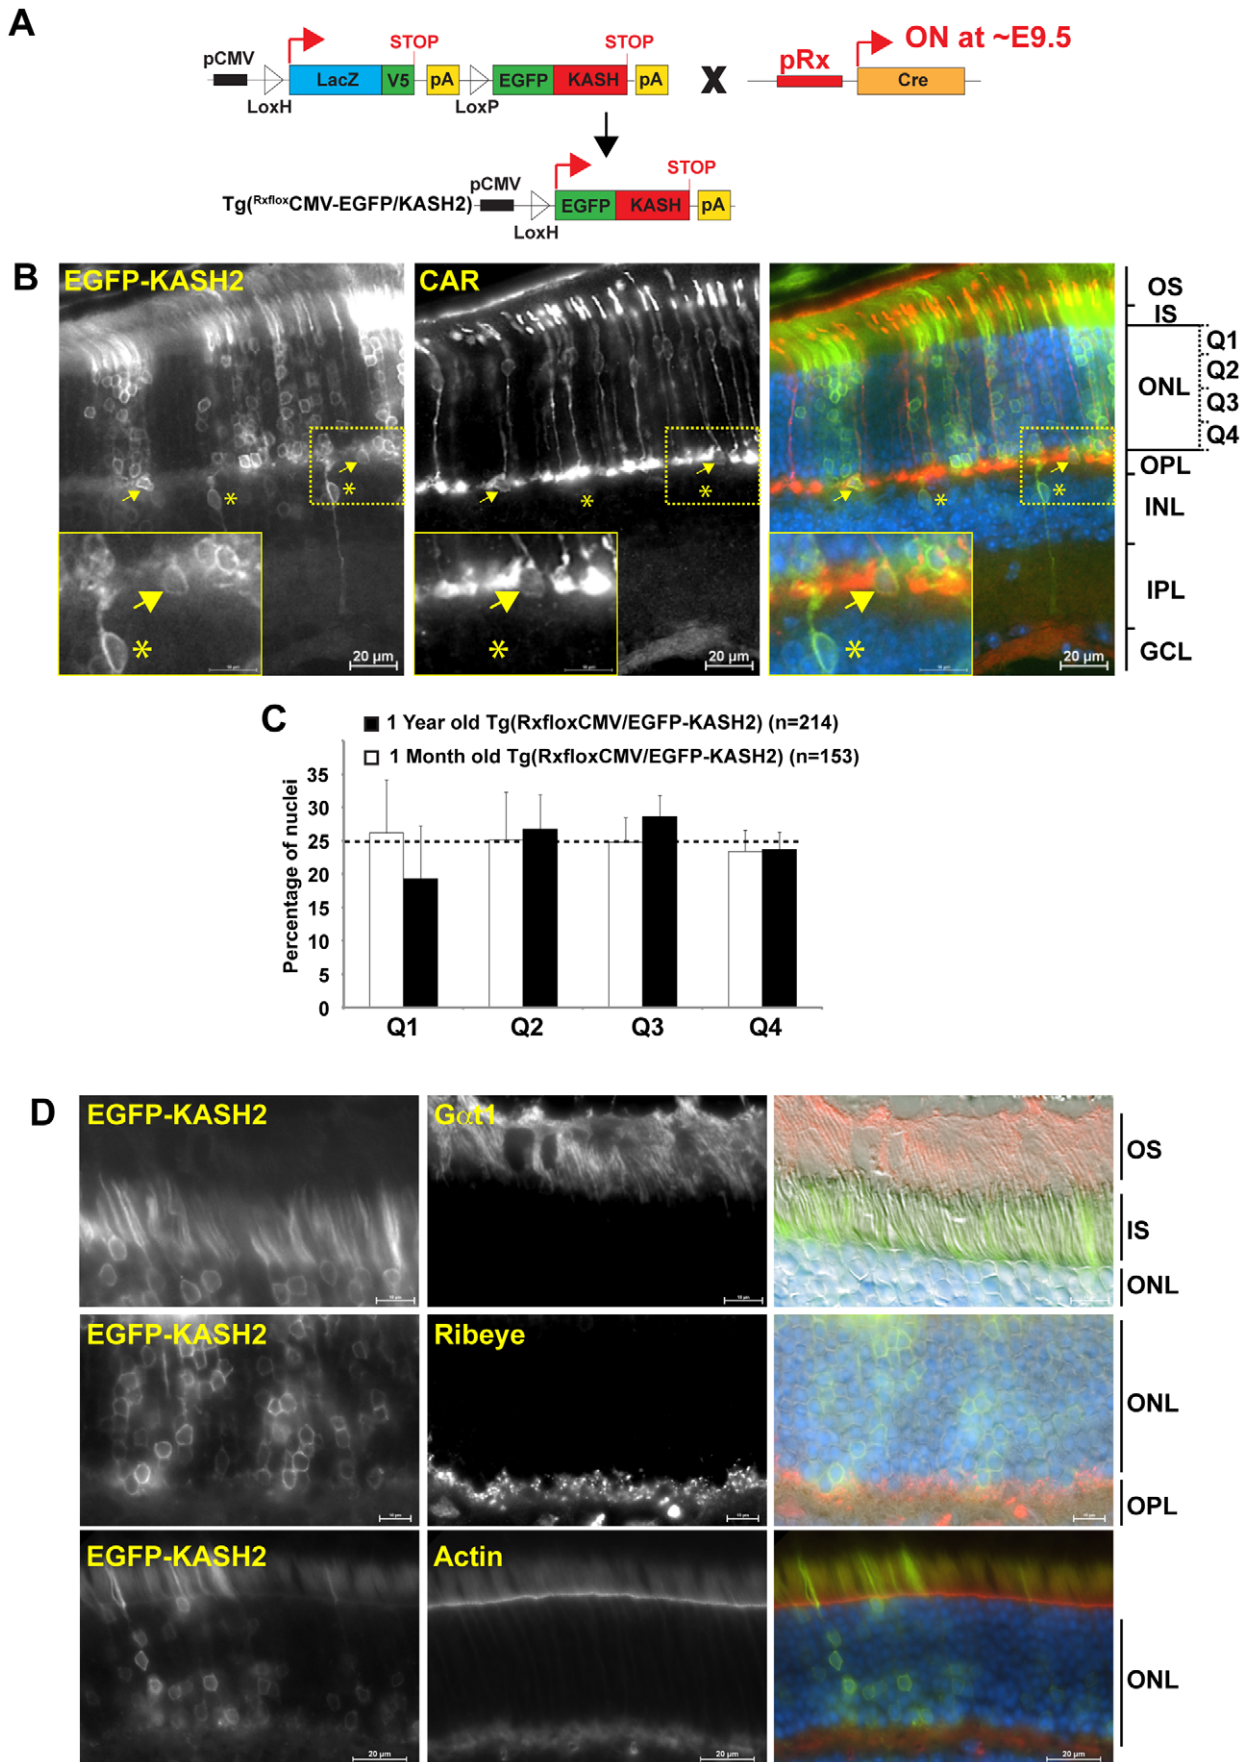 A
pCMV
STOP
STOP
pRx
ON at ~E9.5
LacZ
V5
pA
EGFP
KASH
pA
X
Cre
LoxH
LoxP
Tg(RxfloxCMV-EGFP/KASH2)
pCMV
STOP
EGFP
KASH
pA
LoxH
B
EGFP-KASH2
CAR
OS
IS
ONL
Q1
Q2
Q3
Q4
OPL
INL
IPL
GCL
*
*
*
*
*
*
*
*
*
20 µm
20 µm
20 µm
C
1 Year old Tg(RxfloxCMV/EGFP-KASH2) (n=214)
1 Month old Tg(RxfloxCMV/EGFP-KASH2) (n=153)
Percentage of nuclei
35
30
25
20
15
10
5
0
Q1
Q2
Q3
Q4
D
EGFP-KASH2
Gαt1
OS
IS
ONL
EGFP-KASH2
Ribeye
ONL
OPL
EGFP-KASH2
Actin
ONL
20 µm
20 µm
20 µm